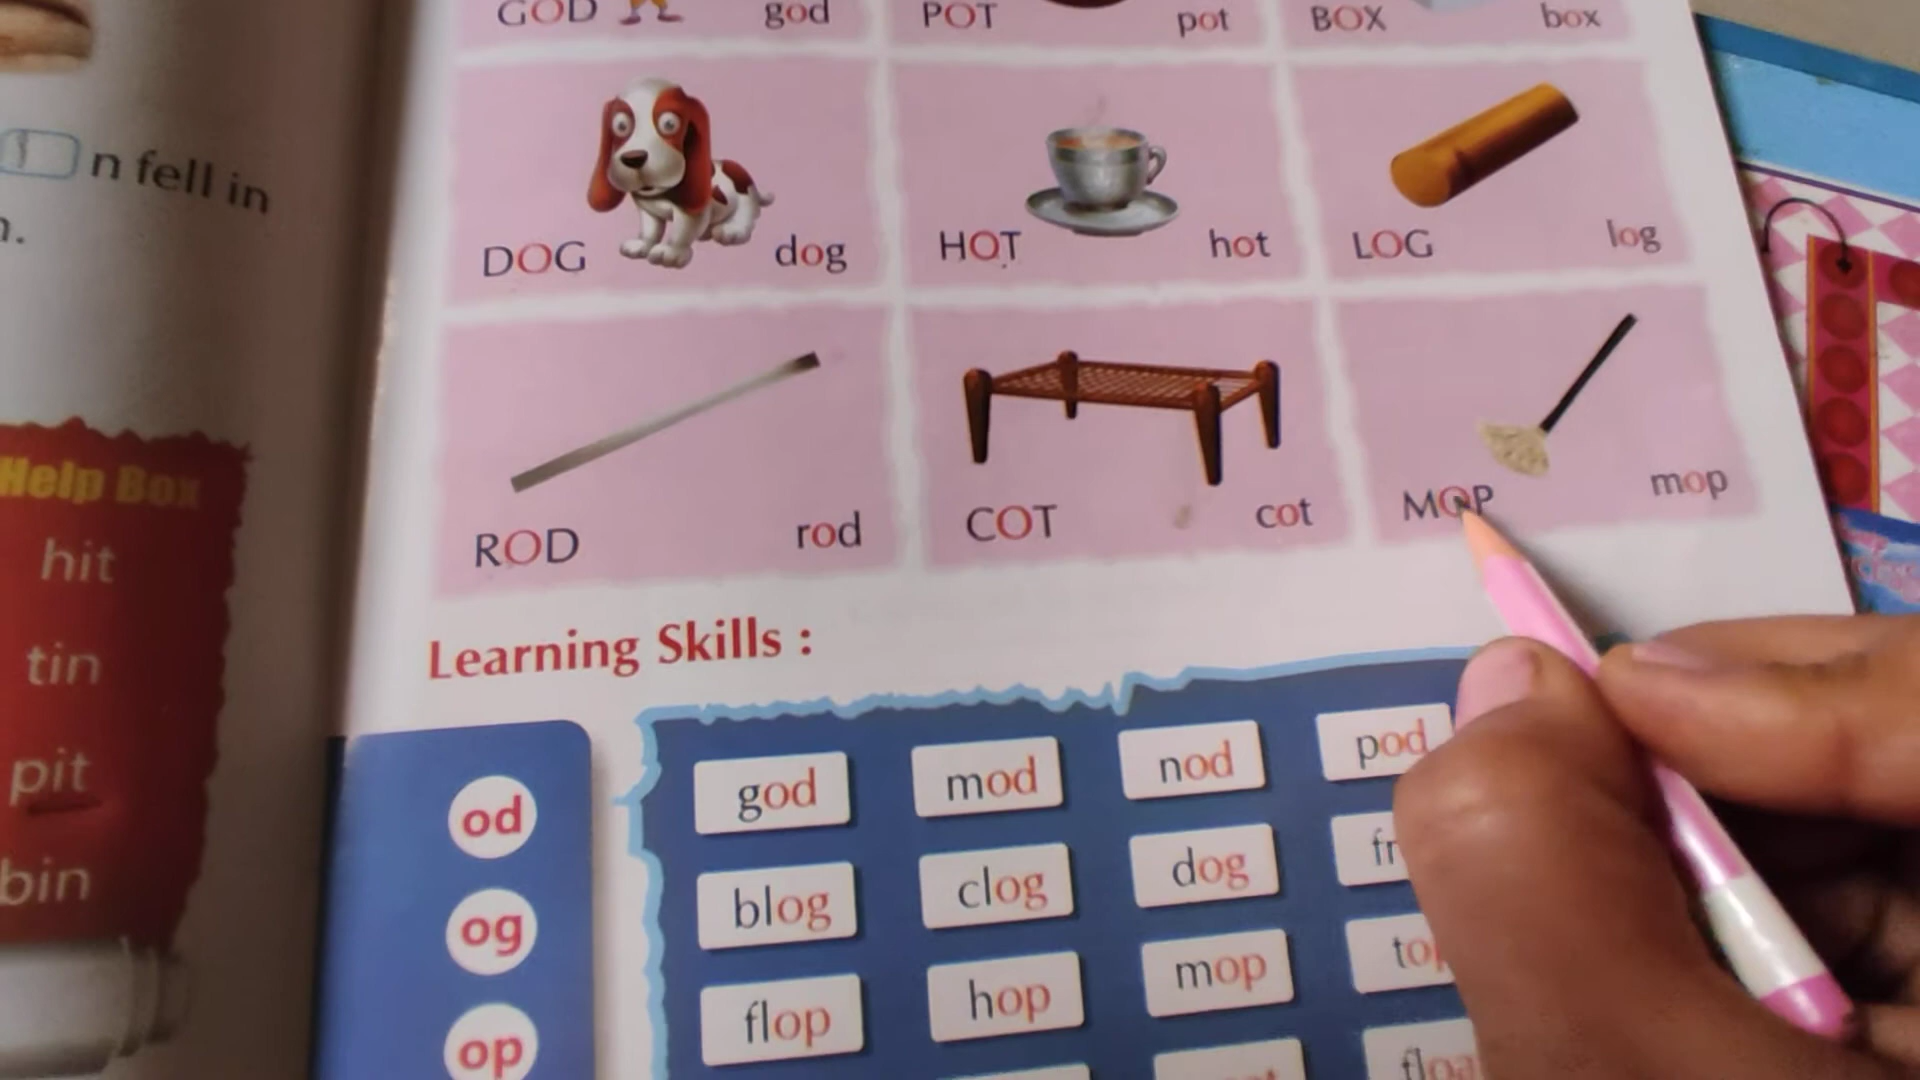 n fell in
Help Box
hit
tin
pit
bin
GOD god POT pot BOX box
DOG dog HOT hot LOG log
ROD rod COT cot MOP mop
Learning Skills :
od god mod nod pod
og blog clog dog
op flop hop mop